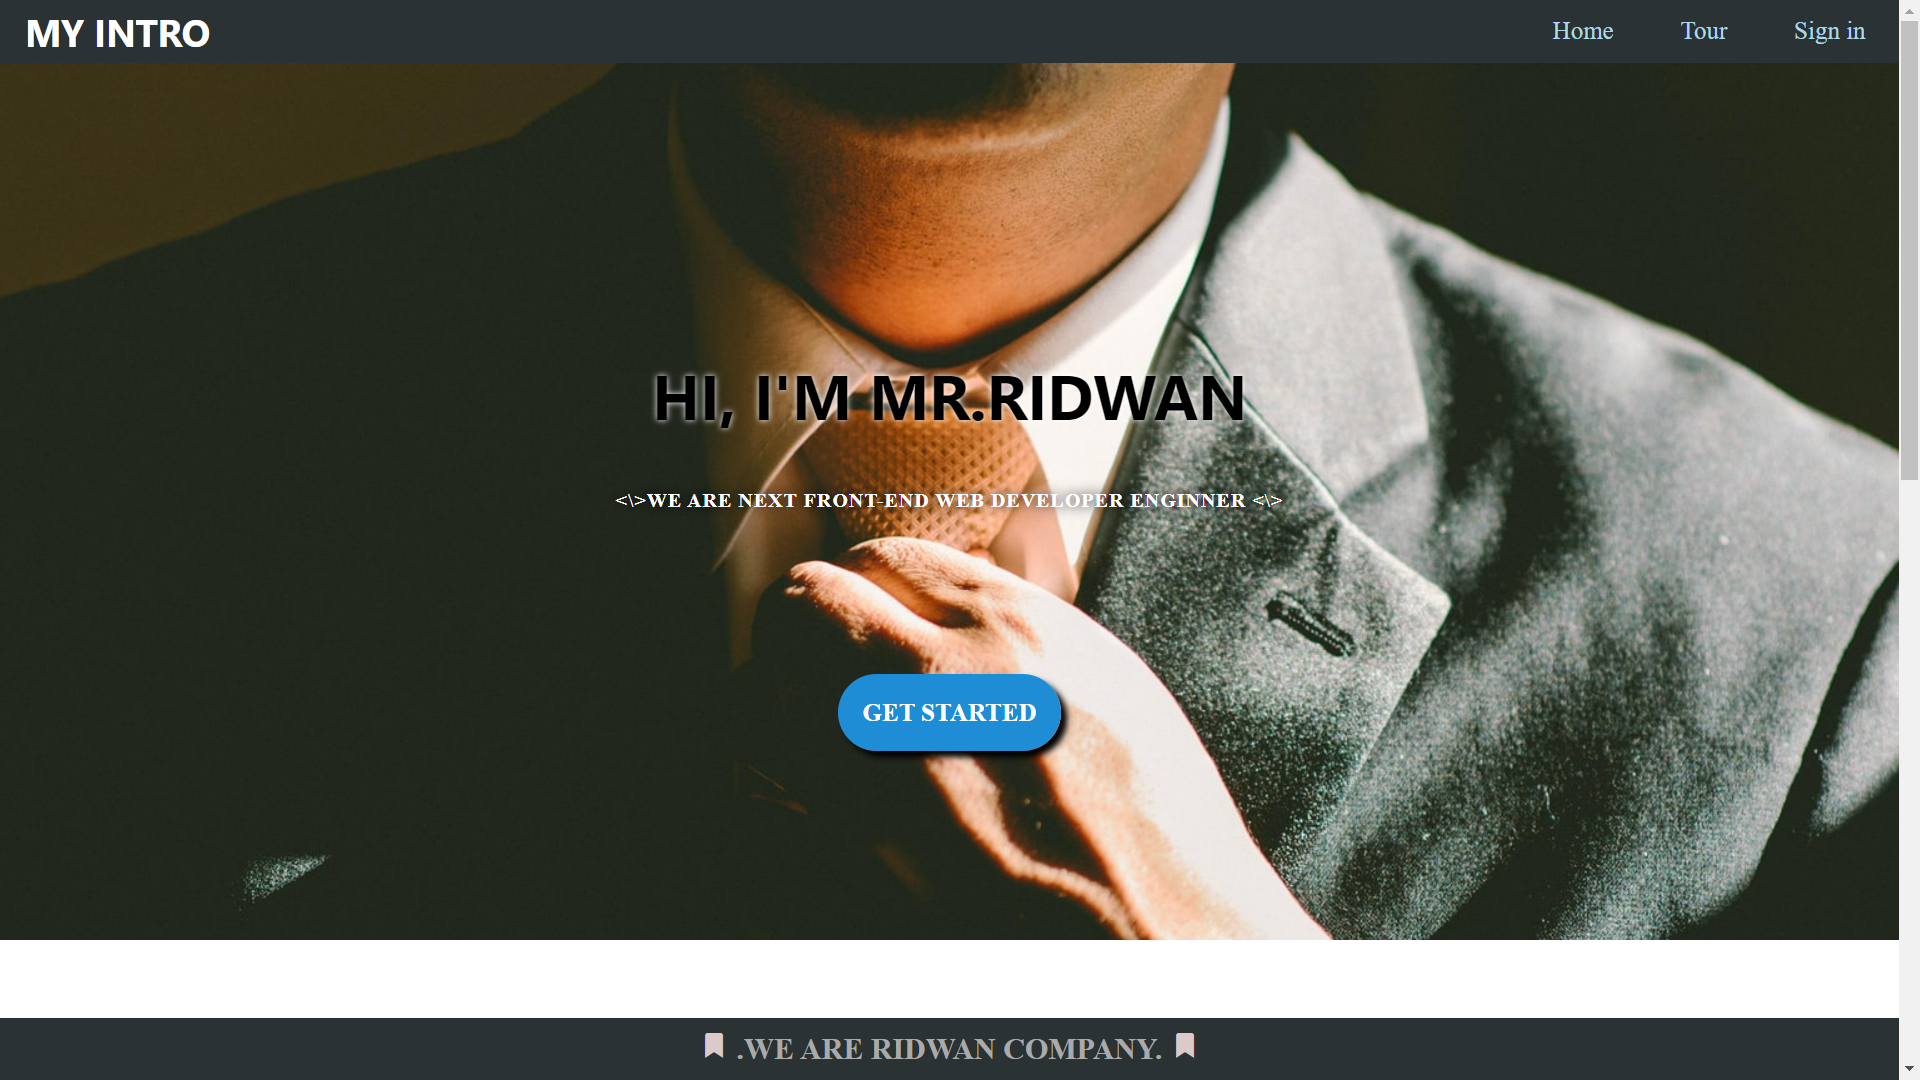 MY INTRO
Home Tour Sign in
HI, I'M MR.RIDWAN
<\>WE ARE NEXT FRONT-END WEB DEVELOPER ENGINNER <\>
GET STARTED
.WE ARE RIDWAN COMPANY.